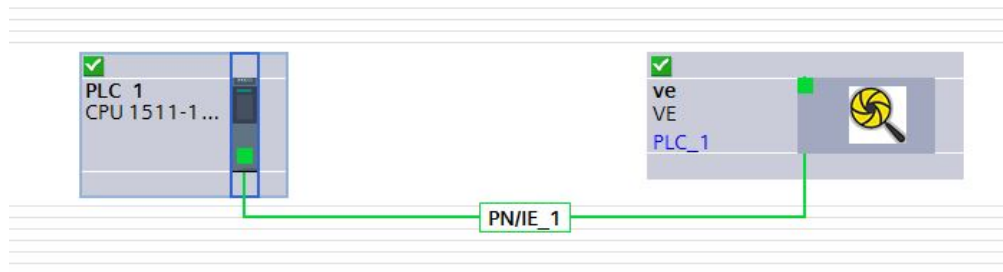 PLC_1
CPU 1511-1...
ve
VE
PLC_1
PN/IE_1